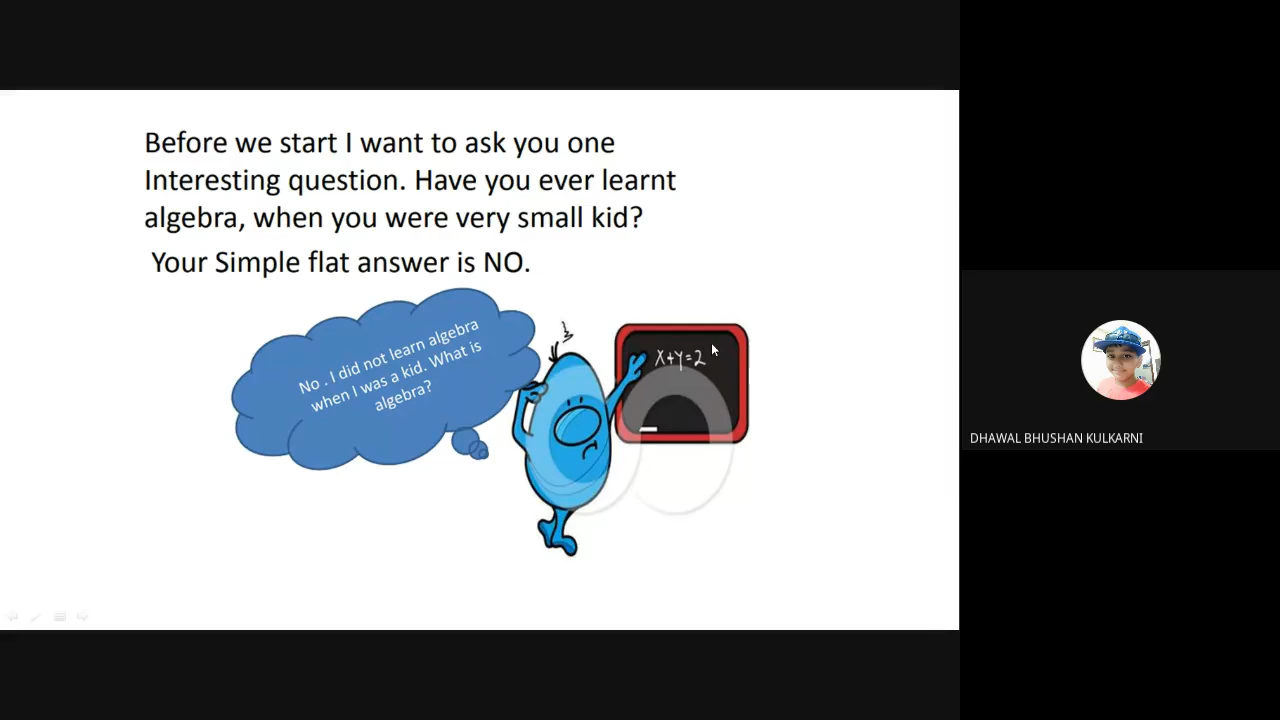 Before we start I want to ask you one
Interesting question. Have you ever learnt
algebra, when you were very small kid?
Your Simple flat answer is NO.
No . I did not learn algebra
when I was a kid. What is
algebra?
X+Y=2
DHAWAL BHUSHAN KULKARNI